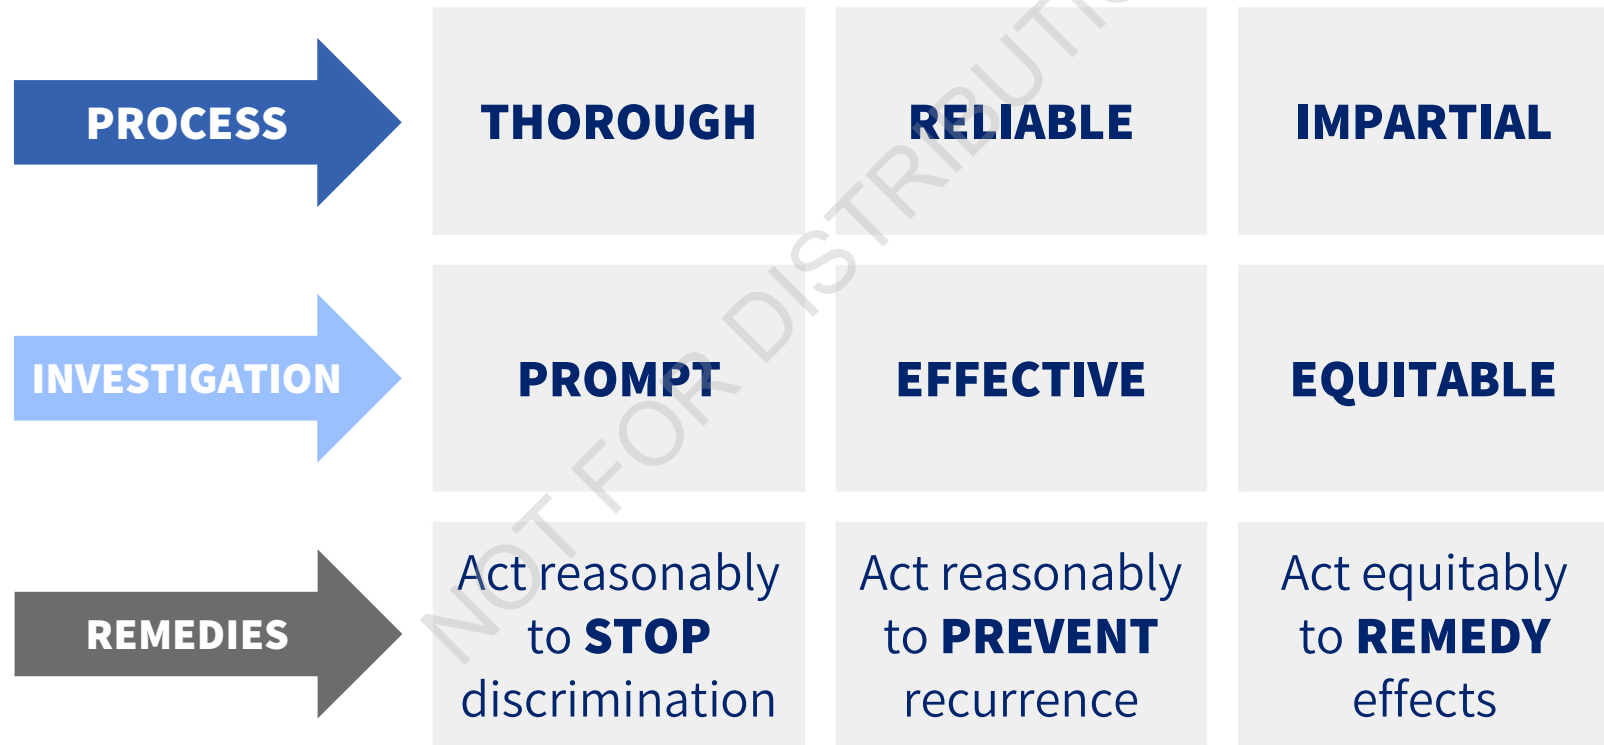 PROCESS
THOROUGH
RELIABLE
IMPARTIAL
INVESTIGATION
PROMPT
EFFECTIVE
EQUITABLE
REMEDIES
Act reasonably
to STOP
discrimination
Act reasonably
to PREVENT
recurrence
Act equitably
to REMEDY
effects
NOT FOR